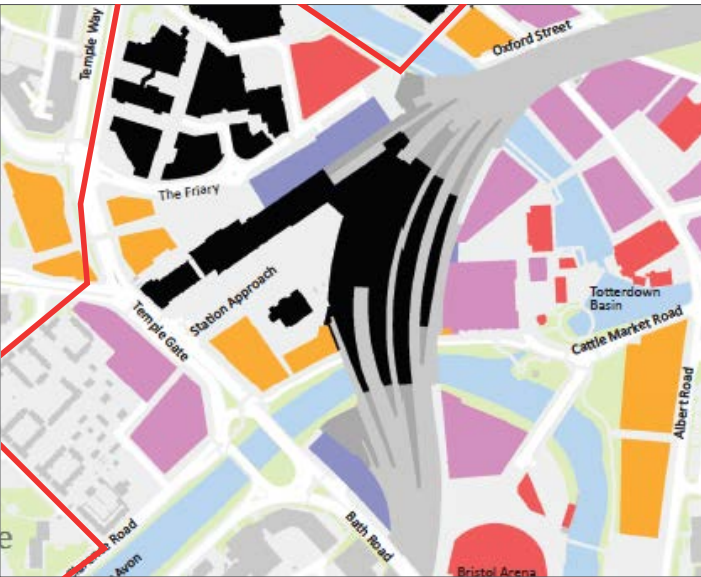 Temple Way
Oxford Street
The Friary
Station Approach
Temple Gate
Totterdown
Basin
Cattle Market Road
Albert Road
Road
Avon
Bath Road
Bristol Arena